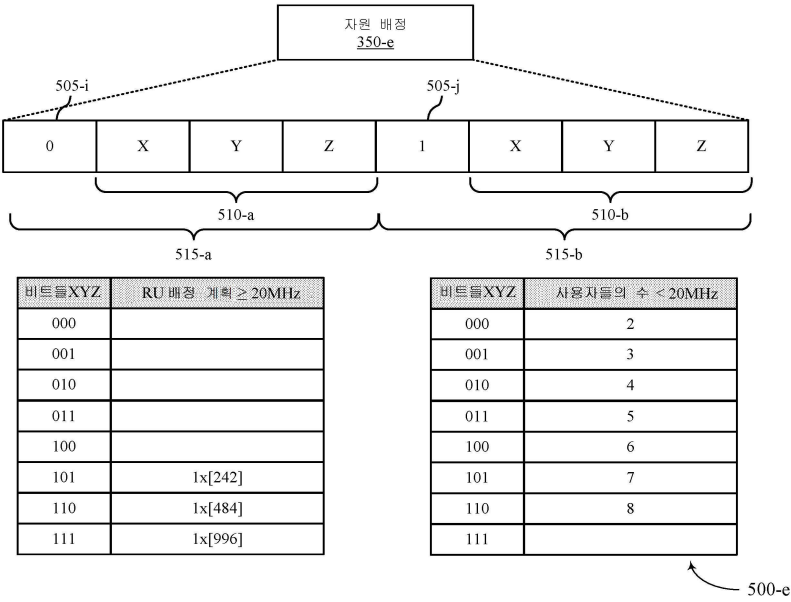 자원 배정
350-e
505-i
505-j
0 X Y Z 1 X Y Z
510-a
510-b
515-a
515-b
비트들XYZ RU 배정 계획 ≥ 20MHz
000
001
010
011
100
101 1x[242]
110 1x[484]
111 1x[996]
비트들XYZ 사용자들의 수 < 20MHz
000 2
001 3
010 4
011 5
100 6
101 7
110 8
111
500-e